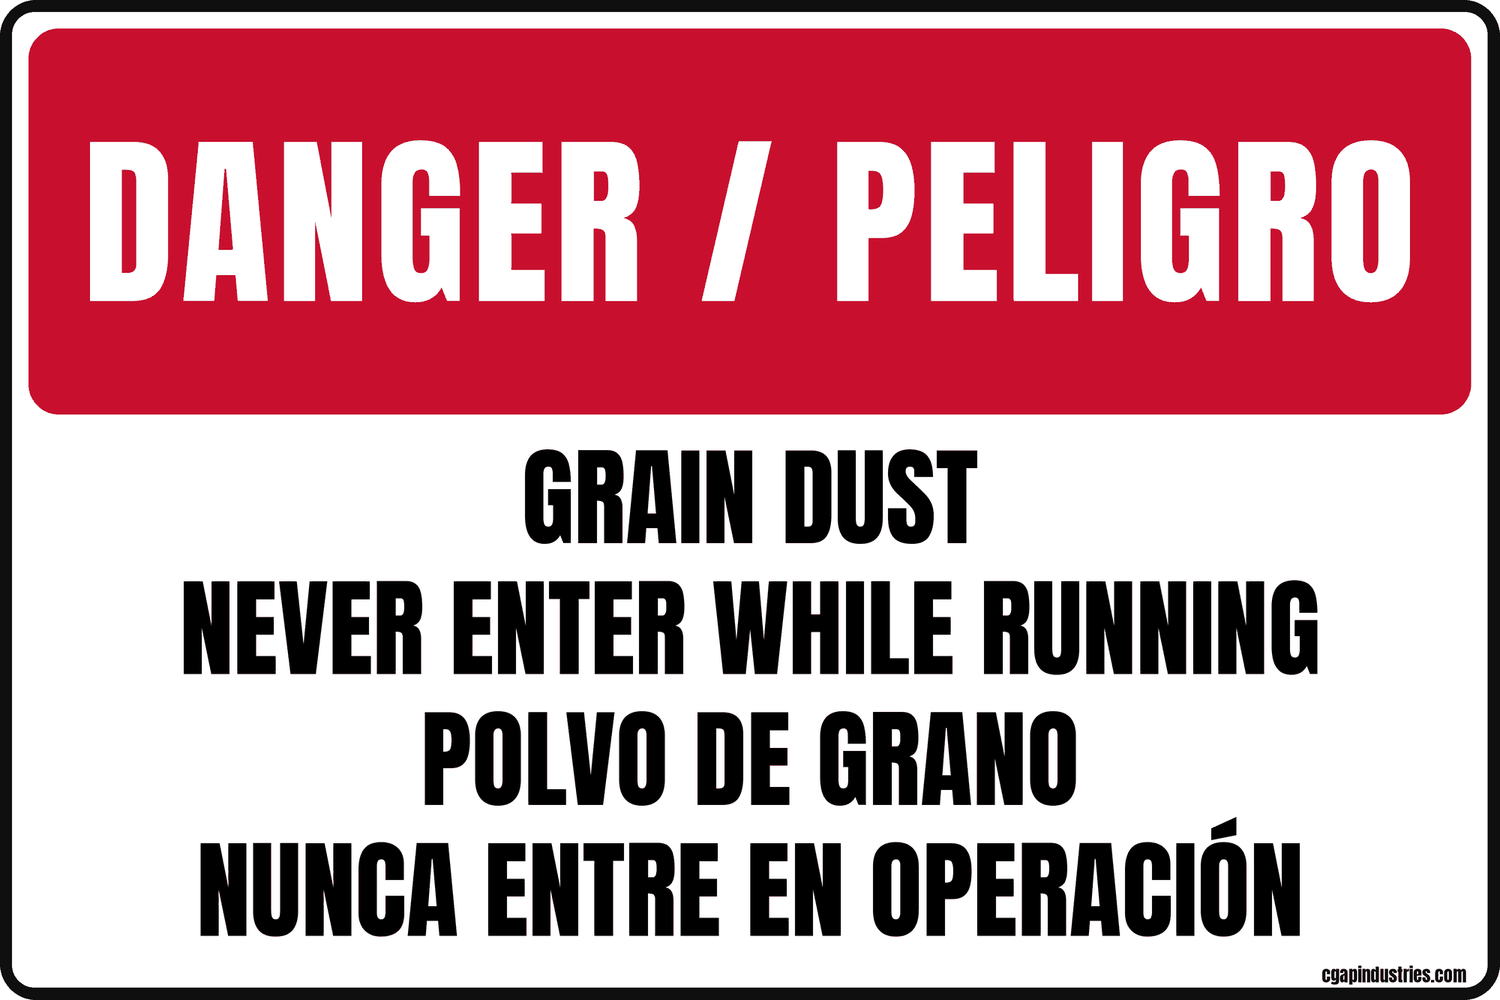 DANGER / PELIGRO
GRAIN DUST
NEVER ENTER WHILE RUNNING
POLVO DE GRANO
NUNCA ENTRE EN OPERACIÓN
cgapindustries.com